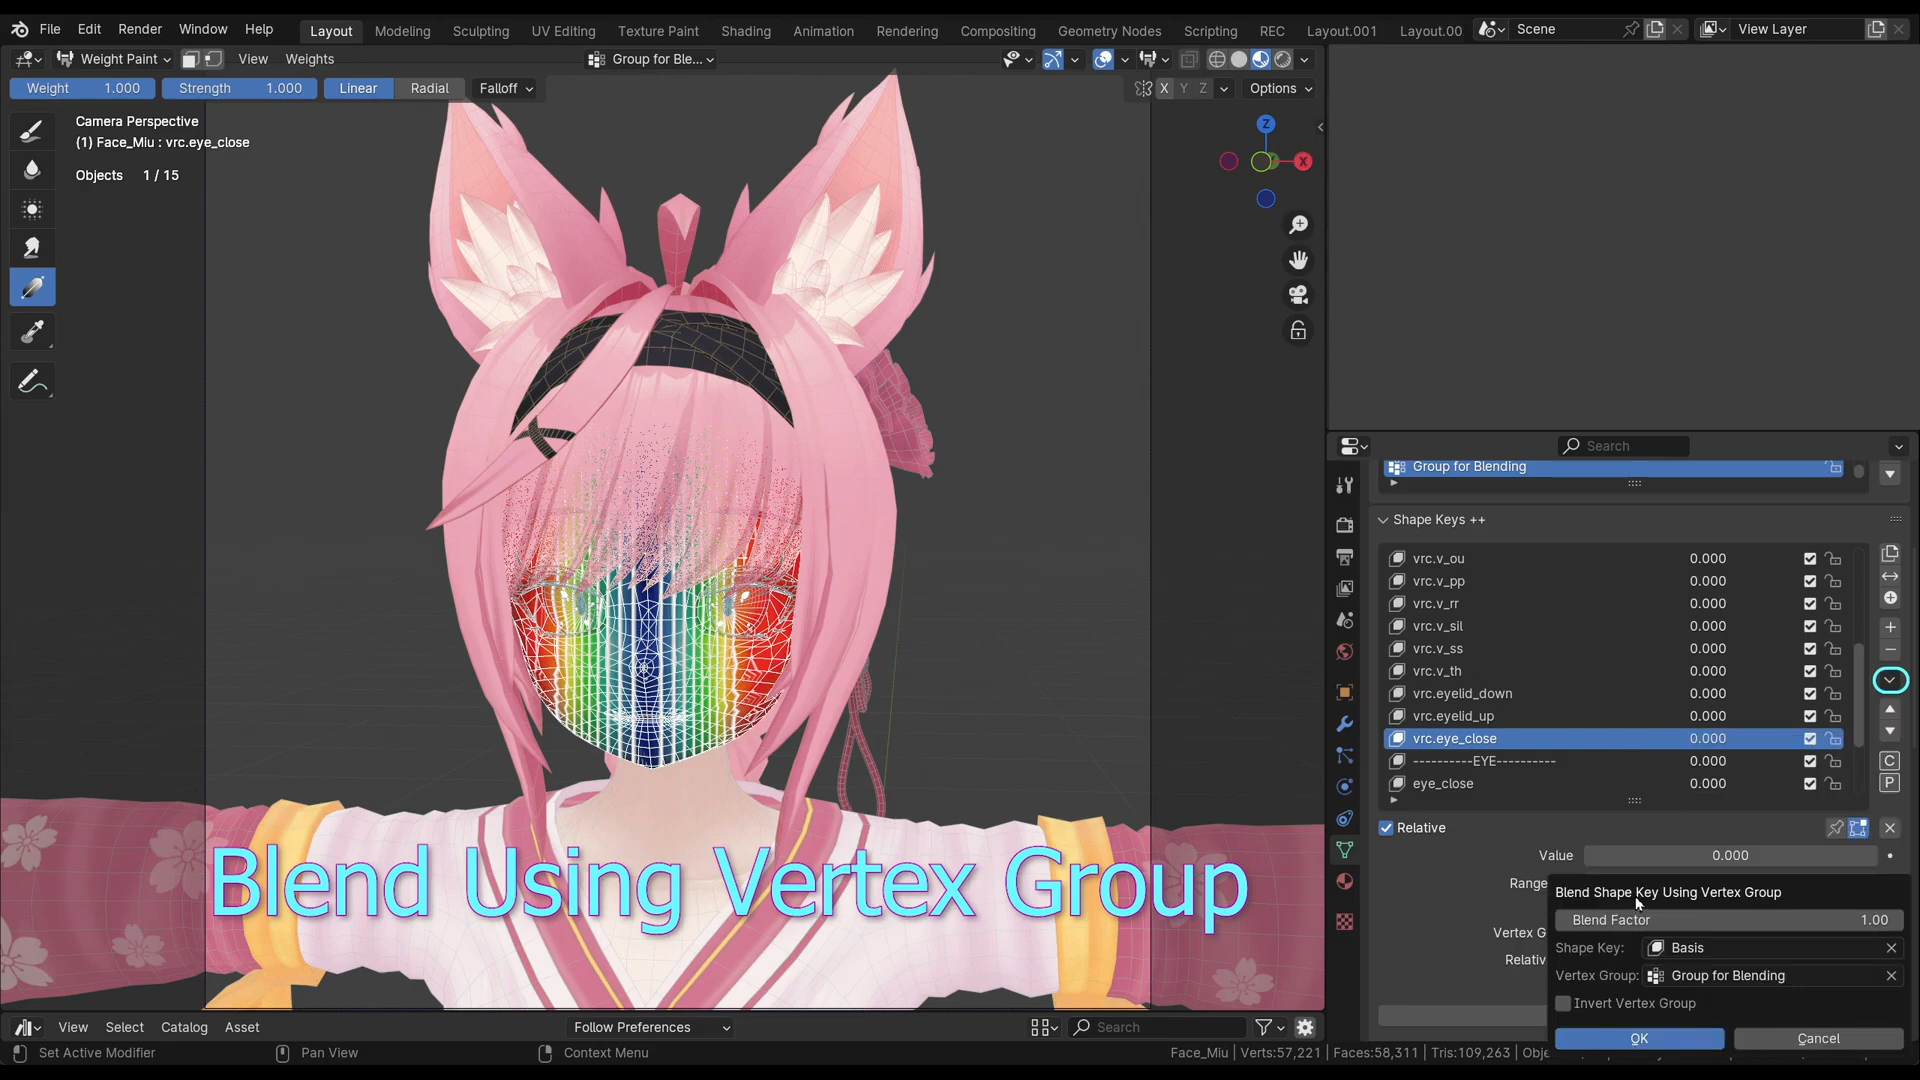 File Edit Render Window Help Layout Modeling Sculpting UV Editing Texture Paint Shading Animation Rendering Compositing Geometry Nodes Scripting REC Layout.001 Layout.00 Scene View Layer
Weight Paint View Weights Group for Ble...
Weight 1.000 Strength 1.000 Linear Radial Falloff X Y Z Options
Camera Perspective
(1) Face_Miu : vrc.eye_close
Objects 1 / 15
Z
X
Search
Group for Blending
Shape Keys ++
vrc.v_ou 0.000
vrc.v_pp 0.000
vrc.v_rr 0.000
vrc.v_sil 0.000
vrc.v_ss 0.000
vrc.v_th 0.000
vrc.eyelid_down 0.000
vrc.eyelid_up 0.000
vrc.eye_close 0.000
----------EYE---------- 0.000 C
eye_close 0.000 P
Relative
Value 0.000
Range
Vertex G
Relativ
Blend Shape Key Using Vertex Group
Blend Factor 1.00
Shape Key: Basis
Vertex Group: Group for Blending
Invert Vertex Group
OK Cancel
Blend Using Vertex Group
View Select Catalog Asset Follow Preferences Search
Set Active Modifier Pan View Context Menu Face_Miu | Verts:57,221 | Faces:58,311 | Tris:109,263 | Obje